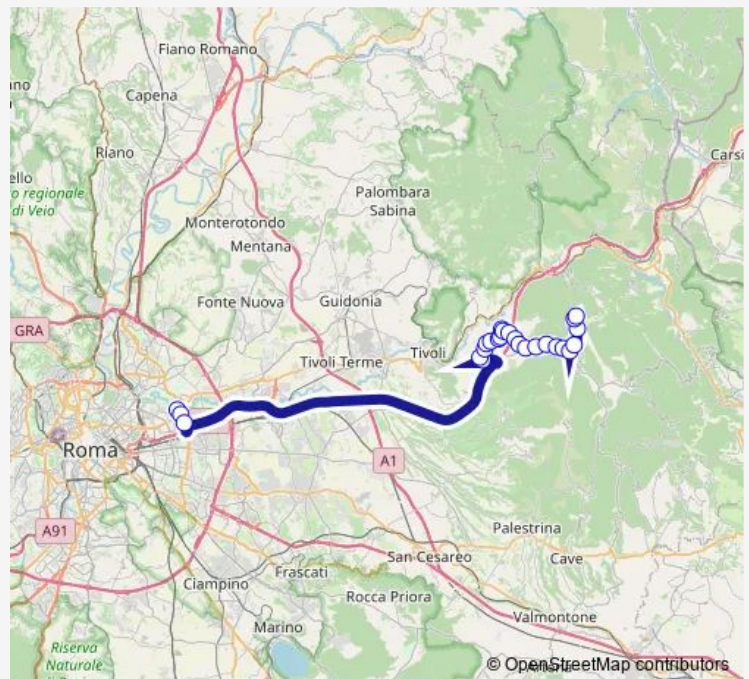 Fiano Romano
Capena
Riano
Carsi
ano
ello
o regionale
di Veio
Palombara
Sabina
Monterotondo
Mentana
Fonte Nuova
Guidonia
GRA
Tivoli Terme
Tivoli
Roma
A1
A91
Palestrina
San Cesareo
Cave
Ciampino
Frascati
Rocca Priora
Valmontone
Marino
Riserva
Naturale
© OpenStreetMap contributors